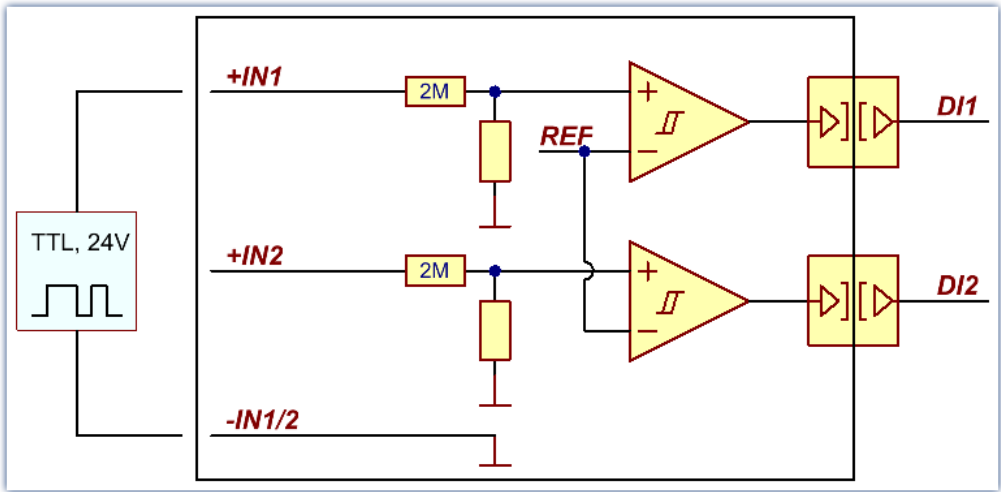 +IN1
2M
DI1
REF
TTL, 24V
+IN2
2M
DI2
-IN1/2